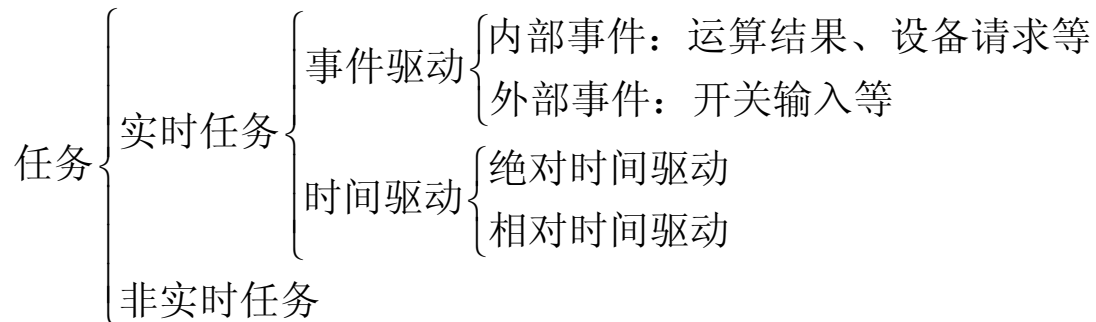 任务
实时任务
事件驱动
内部事件：运算结果、设备请求等
外部事件：开关输入等
时间驱动
绝对时间驱动
相对时间驱动
非实时任务